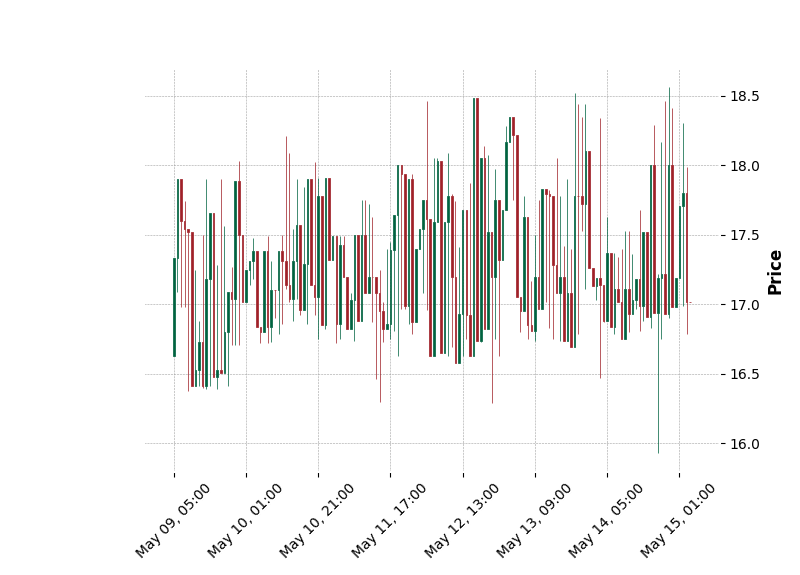 18.5
18.0
17.5
17.0
16.5
16.0
Price
May 09, 05:00
May 10, 01:00
May 10, 21:00
May 11, 17:00
May 12, 13:00
May 13, 09:00
May 14, 05:00
May 15, 01:00